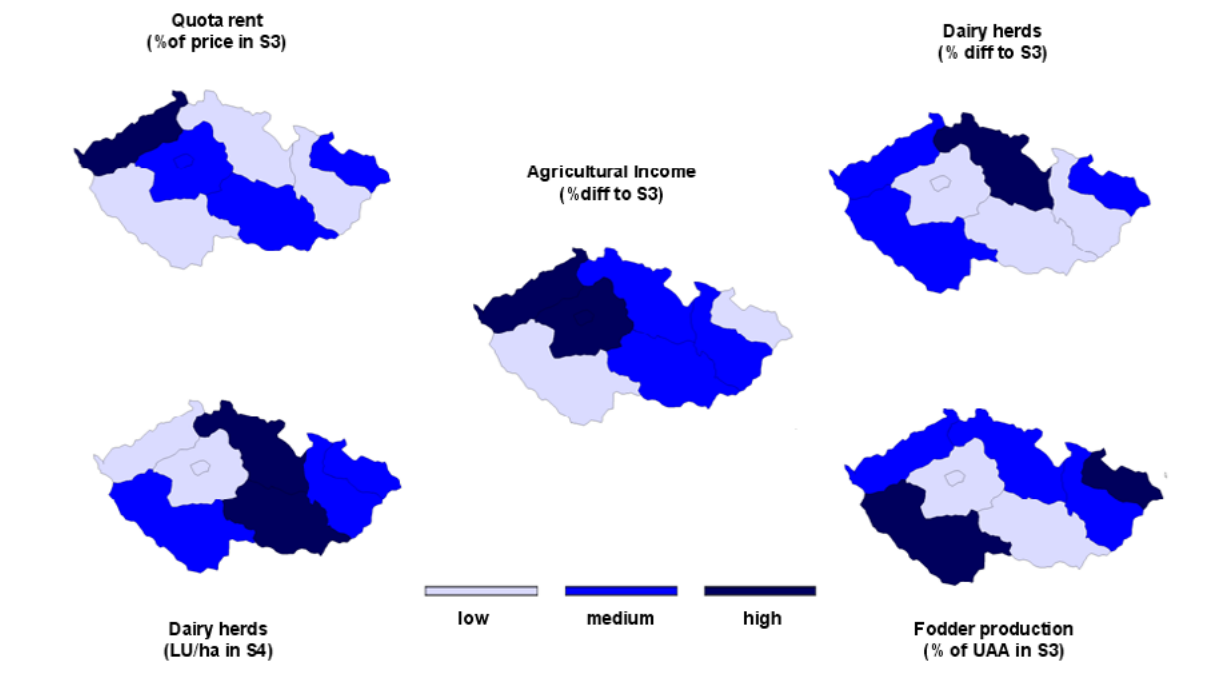 Quota rent
(%of price in S3)
Dairy herds
(% diff to S3)
Agricultural Income
(%diff to S3)
low
medium
high
Dairy herds
(LU/ha in S4)
Fodder production
(% of UAA in S3)